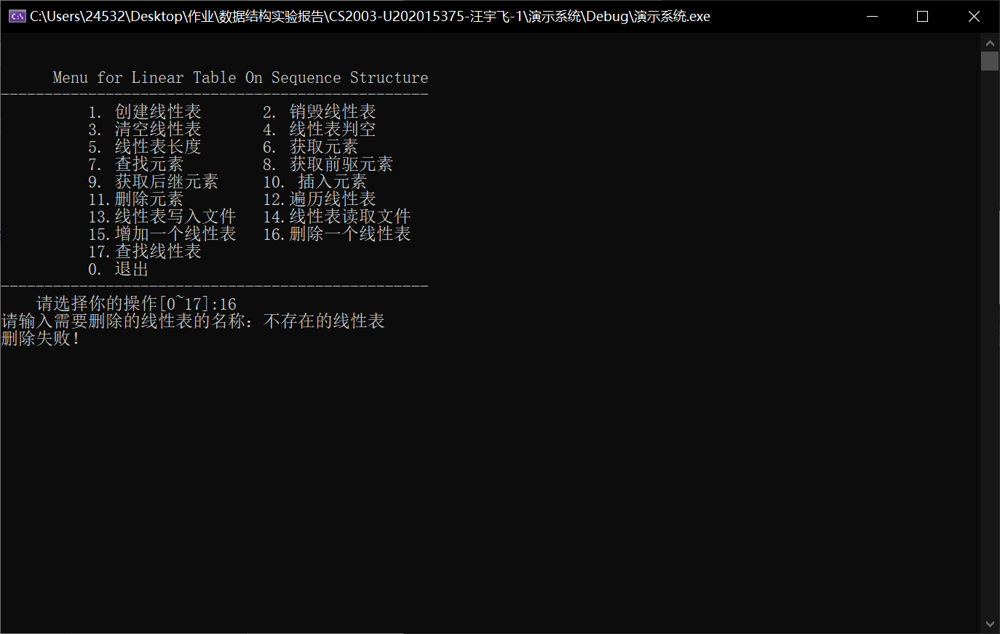 C:\Users\24532\Desktop\作业\数据结构实验报告\CS2003-U202015375-汪宇飞-1\演示系统\Debug\演示系统.exe
Menu for Linear Table On Sequence Structure
-------------------------------------------------
1. 创建线性表 2. 销毁线性表
3. 清空线性表 4. 线性表判空
5. 线性表长度 6. 获取元素
7. 查找元素 8. 获取前驱元素
9. 获取后继元素 10. 插入元素
11.删除元素 12.遍历线性表
13.线性表写入文件 14.线性表读取文件
15.增加一个线性表 16.删除一个线性表
17.查找线性表
0. 退出
-------------------------------------------------
请选择你的操作[0~17]:16
请输入需要删除的线性表的名称：不存在的线性表
删除失败！